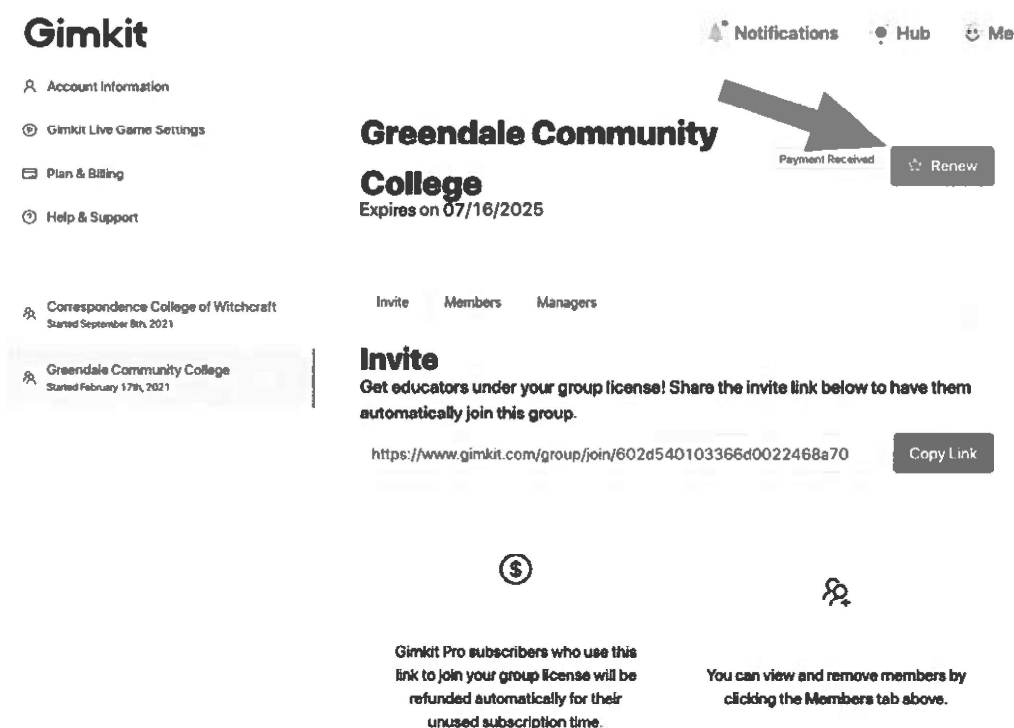 Gimkit
Notifications
Hub
Me
Account Information
Gimkit Live Game Settings
Plan & Billing
Help & Support
Correspondence College of Witchcraft
Started September 8th, 2021
Greendale Community College
Started February 17th, 2021
Greendale Community
College
Payment Received
Renew
Expires on 07/16/2025
Invite Members Managers
Invite
Get educators under your group license! Share the invite link below to have them
automatically join this group.
https://www.gimkit.com/group/join/602d540103366d0022468a70
Copy Link
Gimkit Pro subscribers who use this
link to join your group license will be
refunded automatically for their
unused subscription time.
You can view and remove members by
clicking the Members tab above.